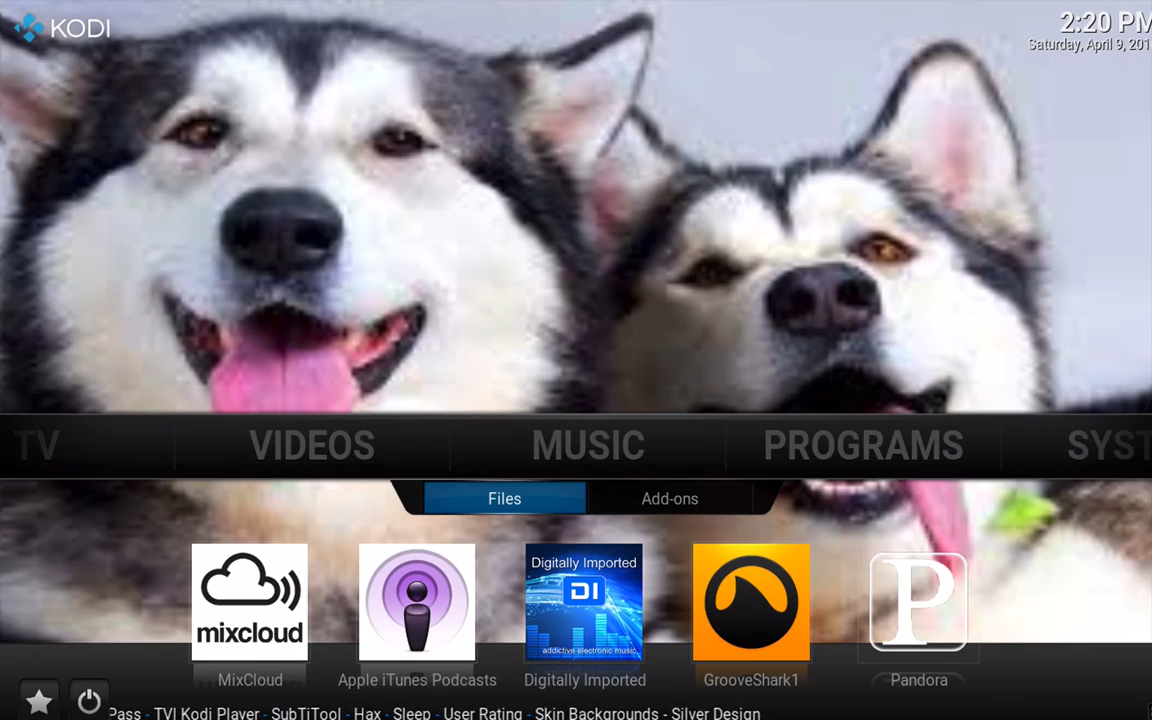 KODI
2:20 PM
Saturday, April 9, 201
TV
VIDEOS
MUSIC
PROGRAMS
SYST
Files
Add-ons
mixcloud
Digitally Imported
DI
addictive electronic music
P
MixCloud
Apple iTunes Podcasts
Digitally Imported
GrooveShark1
Pandora
Pass - TVI Kodi Player - SubTiTool - Hax - Sleep - User Rating - Skin Backgrounds - Silver Design